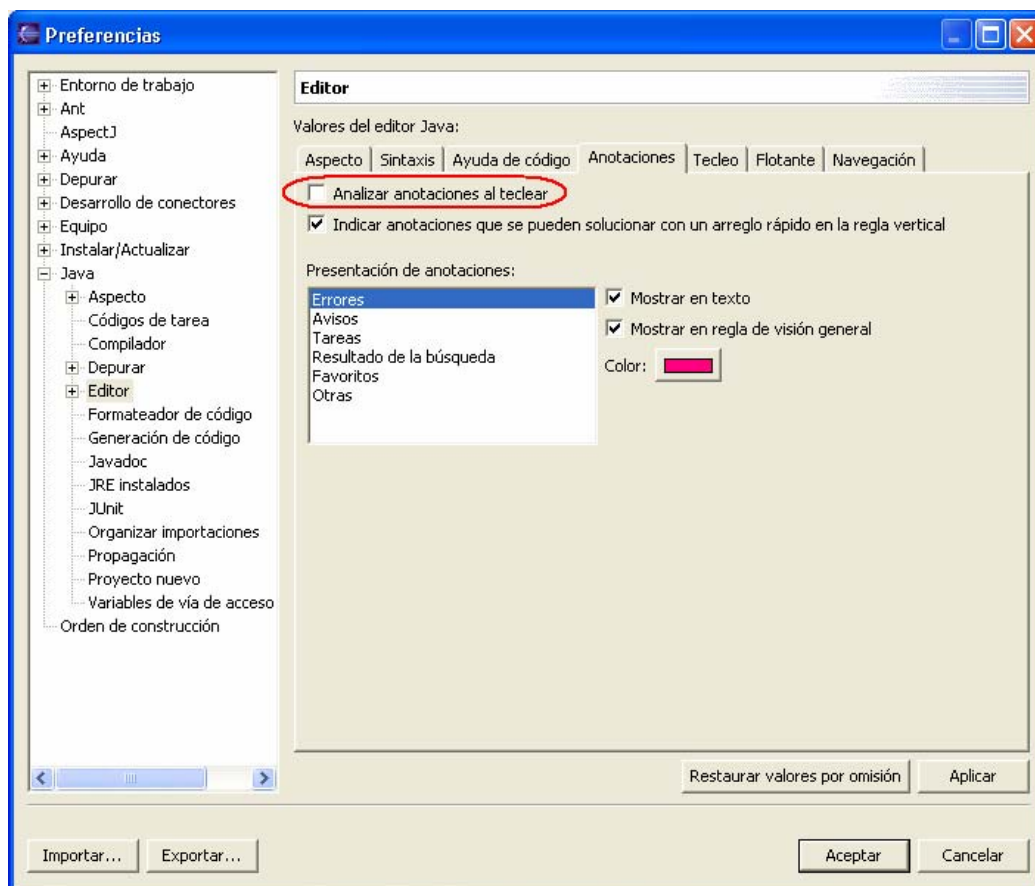 Preferencias
Entorno de trabajo
Ant
AspectJ
Ayuda
Depurar
Desarrollo de conectores
Equipo
Instalar/Actualizar
Java
Aspecto
Códigos de tarea
Compilador
Depurar
Editor
Formateador de código
Generación de código
Javadoc
JRE instalados
JUnit
Organizar importaciones
Propagación
Proyecto nuevo
Variables de vía de acceso
Orden de construcción
Editor
Valores del editor Java:
Aspecto Sintaxis Ayuda de código Anotaciones Tecleo Flotante Navegación
Analizar anotaciones al teclear
Indicar anotaciones que se pueden solucionar con un arreglo rápido en la regla vertical
Presentación de anotaciones:
Errores
Avisos
Tareas
Resultado de la búsqueda
Favoritos
Otras
Mostrar en texto
Mostrar en regla de visión general
Color:
Restaurar valores por omisión Aplicar
Importar... Exportar... Aceptar Cancelar